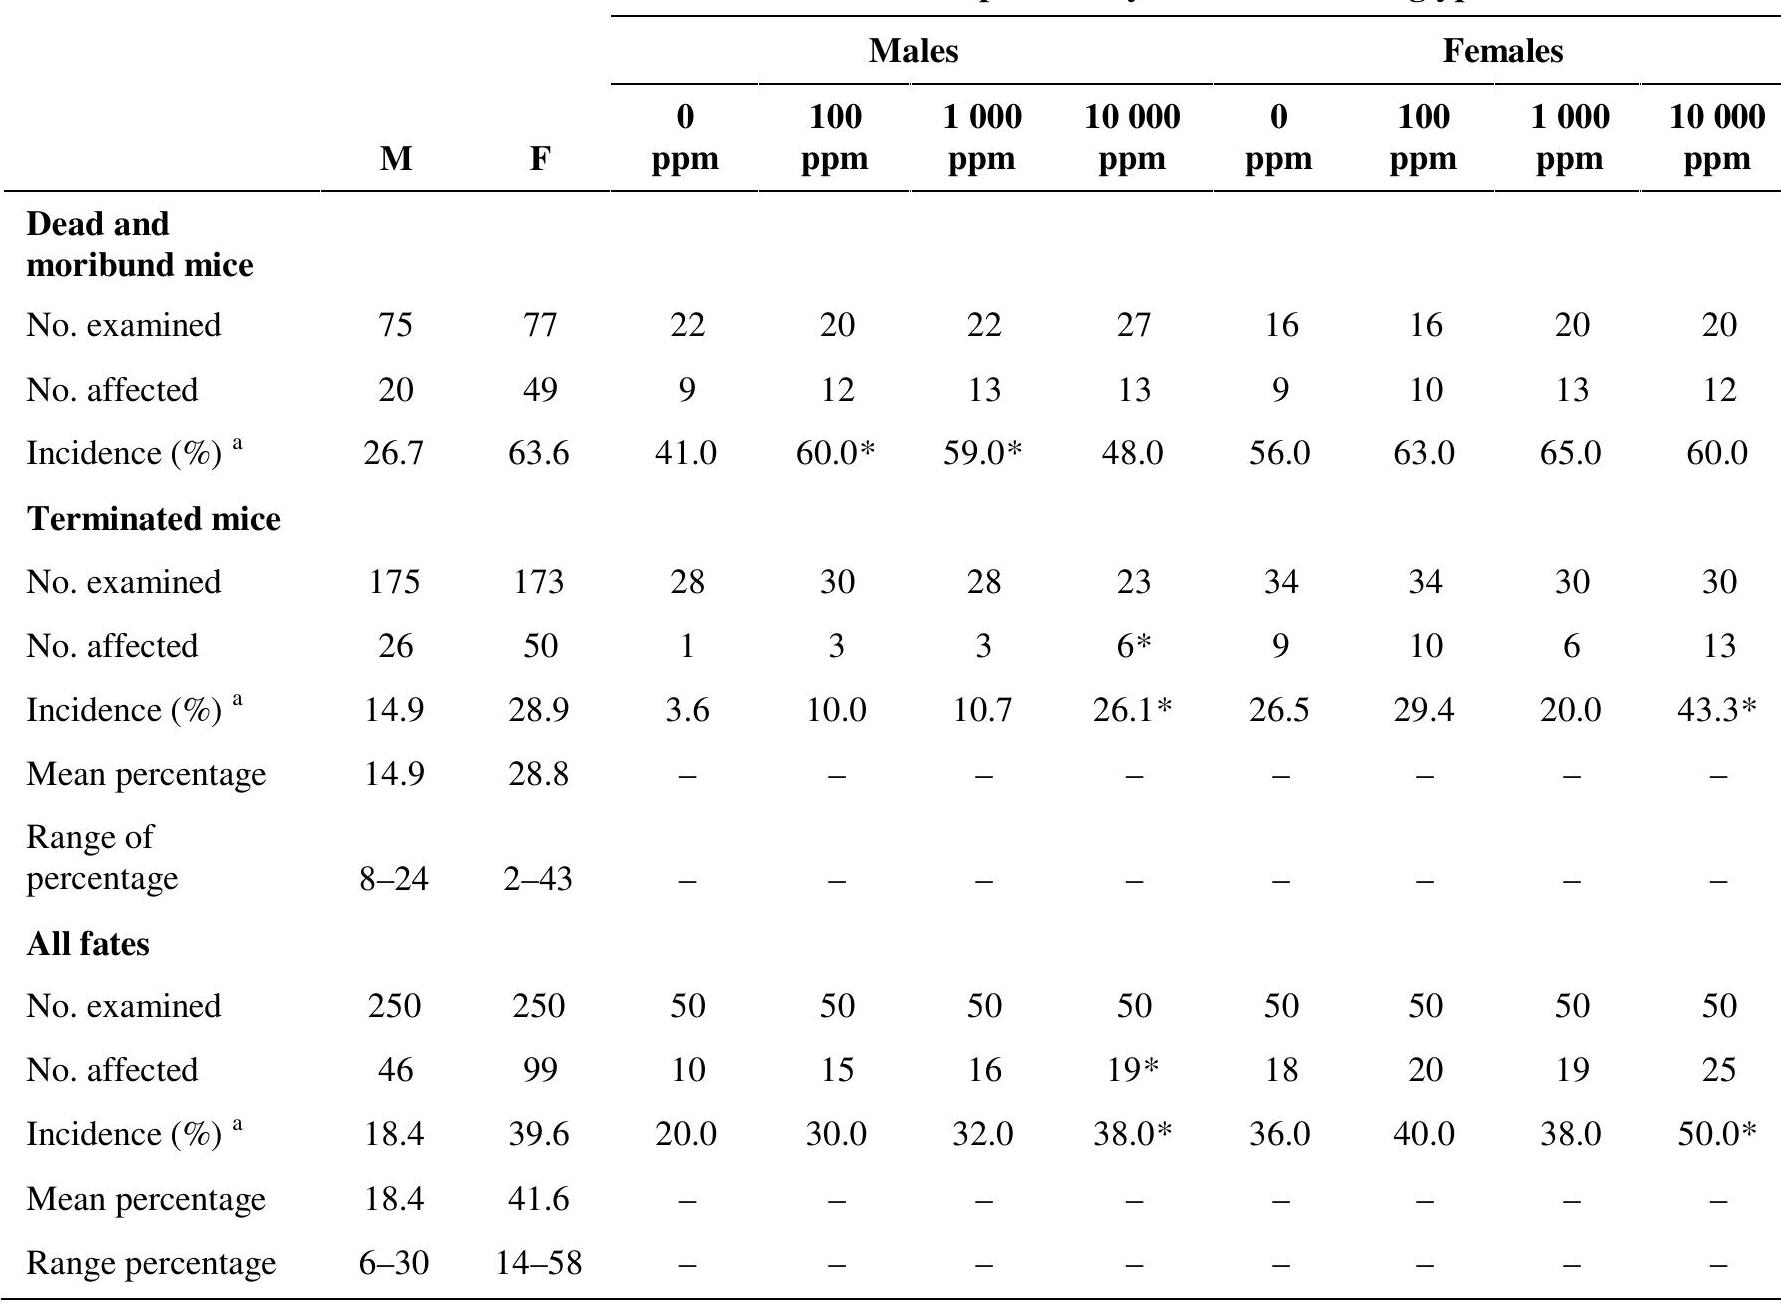 Males Females
0 100 1 000 10 000 0 100 1 000 10 000
M F ppm ppm ppm ppm ppm ppm ppm ppm
Dead and
moribund mice
No. examined 75 77 22 20 22 27 16 16 20 20
No. affected 20 49 9 12 13 13 9 10 13 12
Incidence (%) a 26.7 63.6 41.0 60.0* 59.0* 48.0 56.0 63.0 65.0 60.0
Terminated mice
No. examined 175 173 28 30 28 23 34 34 30 30
No. affected 26 50 1 3 3 6* 9 10 6 13
Incidence (%) a 14.9 28.9 3.6 10.0 10.7 26.1* 26.5 29.4 20.0 43.3*
Mean percentage 14.9 28.8 – – – – – – – –
Range of
percentage 8–24 2–43 – – – – – – – –
All fates
No. examined 250 250 50 50 50 50 50 50 50 50
No. affected 46 99 10 15 16 19* 18 20 19 25
Incidence (%) a 18.4 39.6 20.0 30.0 32.0 38.0* 36.0 40.0 38.0 50.0*
Mean percentage 18.4 41.6 – – – – – – – –
Range percentage 6–30 14–58 – – – – – – – –